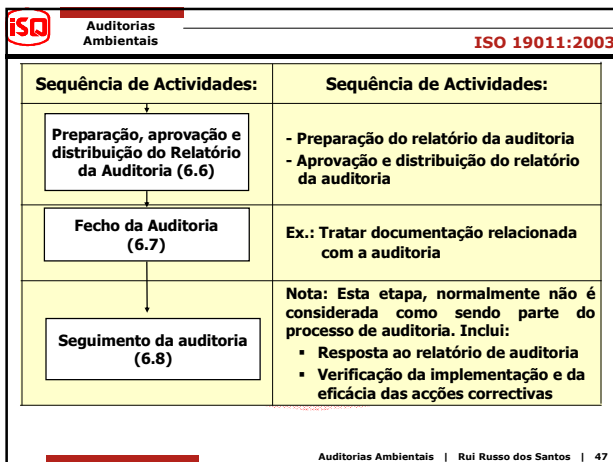 isQ
Auditorias
Ambientais
ISO 19011:2003
Sequência de Actividades:
Sequência de Actividades:
Preparação, aprovação e
distribuição do Relatório
da Auditoria (6.6)
- Preparação do relatório da auditoria
- Aprovação e distribuição do relatório
da auditoria
Fecho da Auditoria
(6.7)
Ex.: Tratar documentação relacionada
com a auditoria
Seguimento da auditoria
(6.8)
Nota: Esta etapa, normalmente não é
considerada como sendo parte do
processo de auditoria. Inclui:
▪ Resposta ao relatório de auditoria
▪ Verificação da implementação e da
eficácia das acções correctivas
Auditorias Ambientais | Rui Russo dos Santos | 47